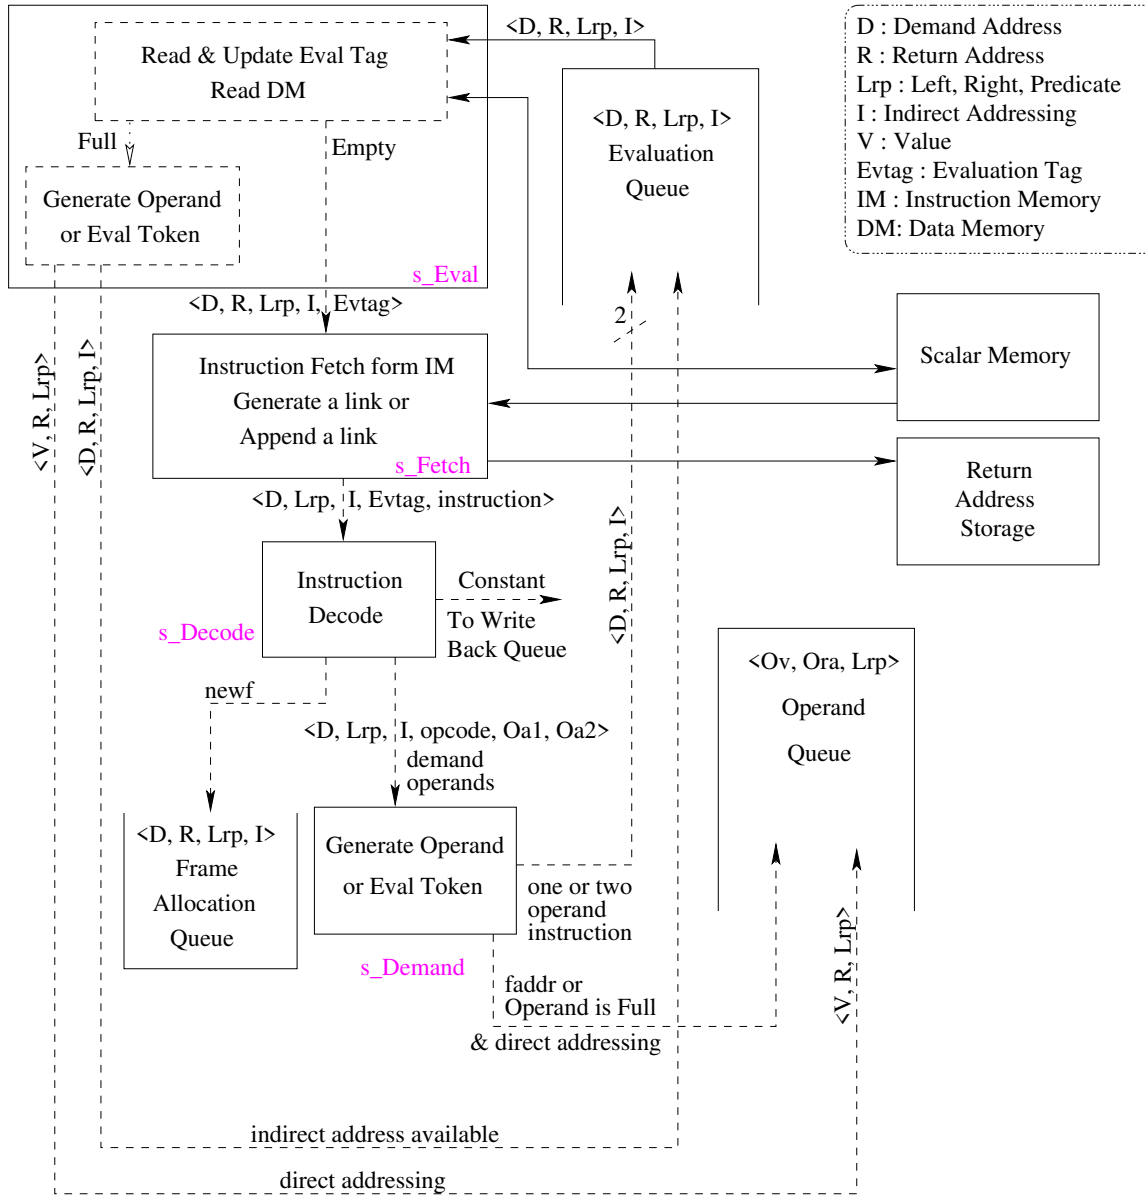 <D, R, Lrp, I>
D : Demand Address
R : Return Address
Lrp : Left, Right, Predicate
I : Indirect Addressing
V : Value
Evtag : Evaluation Tag
IM : Instruction Memory
DM: Data Memory
Read & Update Eval Tag
Read DM
Full
Empty
Generate Operand
or Eval Token
s_Eval
<D, R, Lrp, I>
Evaluation
Queue
2
<D, R, Lrp, I, Evtag>
<V, R, Lrp>
<D, R, Lrp, I>
Instruction Fetch form IM
Generate a link or
Append a link
s_Fetch
Scalar Memory
Return
Address
Storage
<D, Lrp, I, Evtag, instruction>
<D, R, Lrp, I>
Instruction
Decode
s_Decode
Constant
To Write
Back Queue
newf
<D, Lrp, I, opcode, Oa1, Oa2>
demand
operands
<Ov, Ora, Lrp>
Operand
Queue
<D, R, Lrp, I>
Frame
Allocation
Queue
Generate Operand
or Eval Token
s_Demand
one or two
operand
instruction
<V, R, Lrp>
faddr or
Operand is Full
& direct addressing
indirect address available
direct addressing